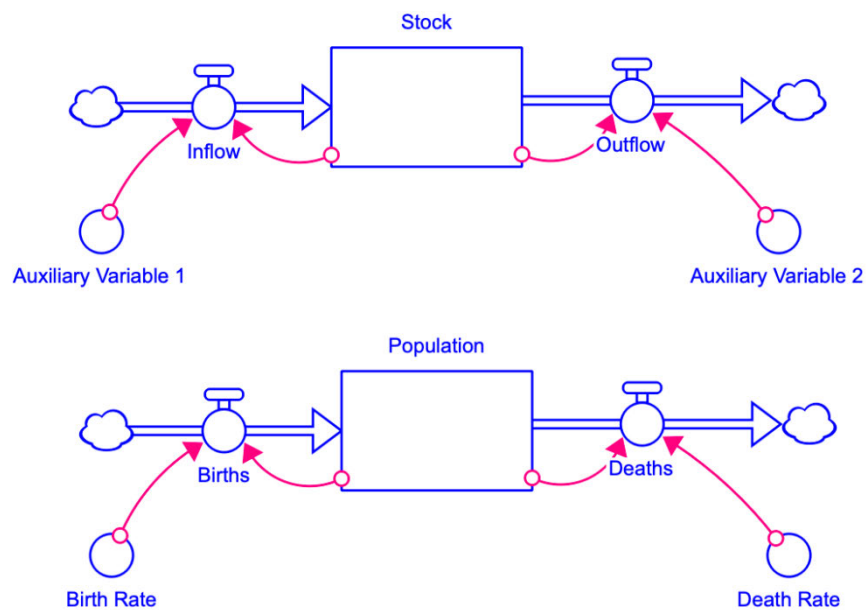 Stock
Inflow
Outflow
Auxiliary Variable 1
Auxiliary Variable 2
Population
Births
Deaths
Birth Rate
Death Rate